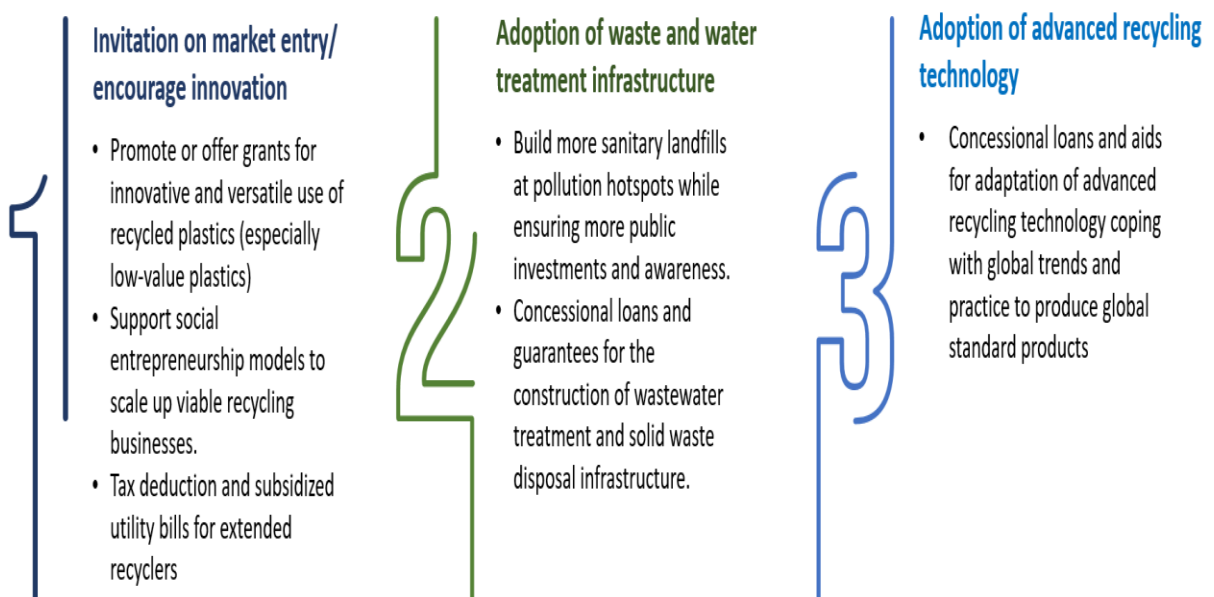 1
Invitation on market entry/
encourage innovation
• Promote or offer grants for
innovative and versatile use of
recycled plastics (especially
low-value plastics)
• Support social
entrepreneurship models to
scale up viable recycling
businesses.
• Tax deduction and subsidized
utility bills for extended
recyclers
2
Adoption of waste and water
treatment infrastructure
• Build more sanitary landfills
at pollution hotspots while
ensuring more public
investments and awareness.
• Concessional loans and
guarantees for the
construction of wastewater
treatment and solid waste
disposal infrastructure.
3
Adoption of advanced recycling
technology
• Concessional loans and aids
for adaptation of advanced
recycling technology coping
with global trends and
practice to produce global
standard products